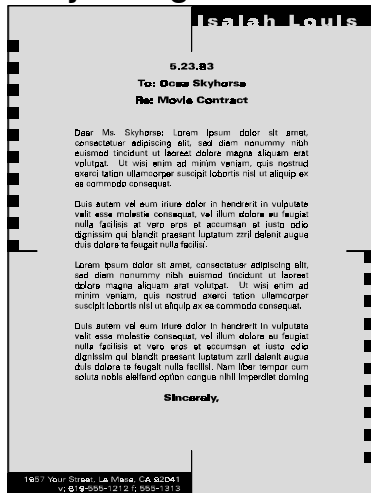 Isaiah Louis
5.23.93
To: Ocea Skyhorse
Re: Movie Contract
Dear Ms. Skyhorse: Lorem ipsum dolor sit amet,
consectetuer adipiscing elit, sed diam nonummy nibh
euismod tincidunt ut laoreet dolore magna aliquam erat
volutpat. Ut wisi enim ad minim veniam, quis nostrud
exerci tation ullamcorper suscipit lobortis nisl ut aliquip ex
ea commodo consequat.
Duis autem vel eum iriure dolor in hendrerit in vulputate
velit esse molestie consequat, vel illum dolore eu feugiat
nulla facilisis at vero eros et accumsan et iusto odio
dignissim qui blandit praesent luptatum zzril delenit augue
duis dolore te feugait nulla facilisi.
Lorem ipsum dolor sit amet, consectetuer adipiscing elit,
sed diam nonummy nibh euismod tincidunt ut laoreet
dolore magna aliquam erat volutpat. Ut wisi enim ad
minim veniam, quis nostrud exerci tation ullamcorper
suscipit lobortis nisl ut aliquip ex ea commodo consequat.
Duis autem vel eum iriure dolor in hendrerit in vulputate
velit esse molestie consequat, vel illum dolore eu feugiat
nulla facilisis at vero eros et accumsan et iusto odio
dignissim qui blandit praesent luptatum zzril delenit augue
duis dolore te feugait nulla facilisi. Nam liber tempor cum
soluta nobis eleifend option congue nihil imperdiet doming
Sincerely,
1957 Your Street, La Mesa, CA 92041
v; 619-555-1212 f; 555-1313